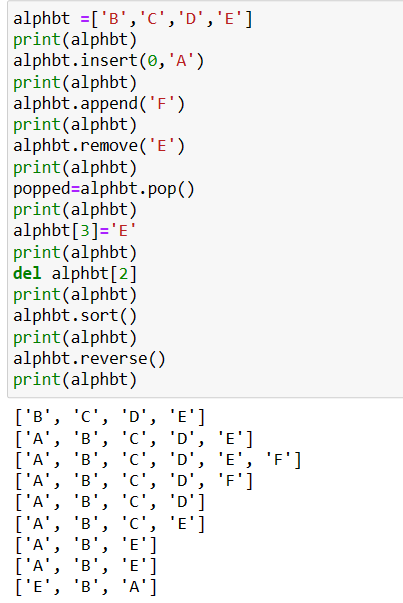 alphbt =['B','C','D','E']
print(alphbt)
alphbt.insert(0,'A')
print(alphbt)
alphbt.append('F')
print(alphbt)
alphbt.remove('E')
print(alphbt)
popped=alphbt.pop()
print(alphbt)
alphbt[3]='E'
print(alphbt)
del alphbt[2]
print(alphbt)
alphbt.sort()
print(alphbt)
alphbt.reverse()
print(alphbt)
['B', 'C', 'D', 'E']
['A', 'B', 'C', 'D', 'E']
['A', 'B', 'C', 'D', 'E', 'F']
['A', 'B', 'C', 'D', 'F']
['A', 'B', 'C', 'D']
['A', 'B', 'C', 'E']
['A', 'B', 'E']
['A', 'B', 'E']
['E', 'B', 'A']